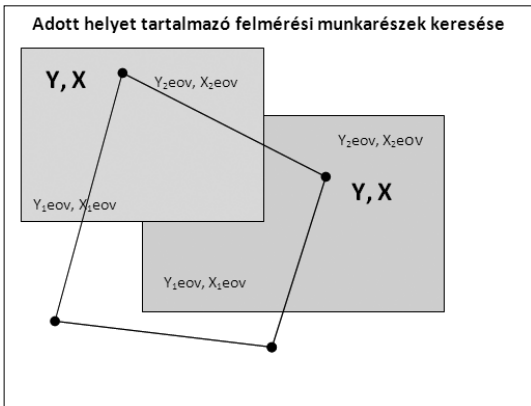 Adott helyet tartalmazó felmérési munkarészek keresése
Y, X
Y₂eov, X₂eov
Y₁eov, X₁eov
Y₂eov, X₂eov
Y, X
Y₁eov, X₁eov